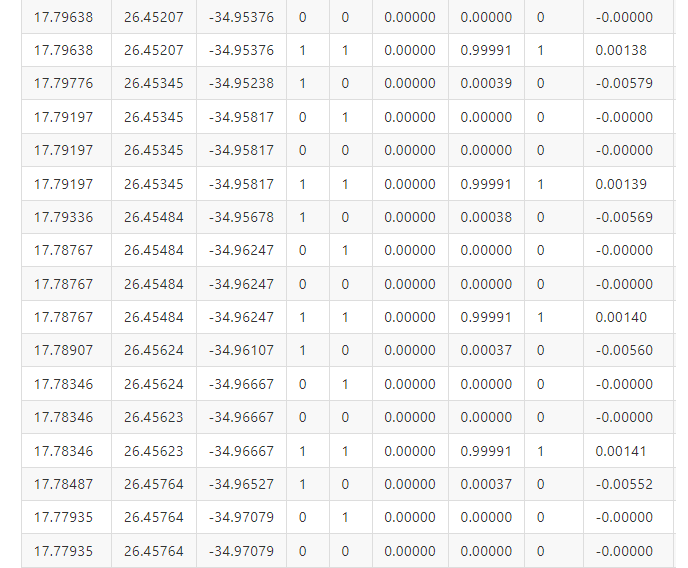 17.79638 26.45207 -34.95376 0 0 0.00000 0.00000 0 -0.00000
17.79638 26.45207 -34.95376 1 1 0.00000 0.99991 1 0.00138
17.79776 26.45345 -34.95238 1 0 0.00000 0.00039 0 -0.00579
17.79197 26.45345 -34.95817 0 1 0.00000 0.00000 0 -0.00000
17.79197 26.45345 -34.95817 0 0 0.00000 0.00000 0 -0.00000
17.79197 26.45345 -34.95817 1 1 0.00000 0.99991 1 0.00139
17.79336 26.45484 -34.95678 1 0 0.00000 0.00038 0 -0.00569
17.78767 26.45484 -34.96247 0 1 0.00000 0.00000 0 -0.00000
17.78767 26.45484 -34.96247 0 0 0.00000 0.00000 0 -0.00000
17.78767 26.45484 -34.96247 1 1 0.00000 0.99991 1 0.00140
17.78907 26.45624 -34.96107 1 0 0.00000 0.00037 0 -0.00560
17.78346 26.45624 -34.96667 0 1 0.00000 0.00000 0 -0.00000
17.78346 26.45623 -34.96667 0 0 0.00000 0.00000 0 -0.00000
17.78346 26.45623 -34.96667 1 1 0.00000 0.99991 1 0.00141
17.78487 26.45764 -34.96527 1 0 0.00000 0.00037 0 -0.00552
17.77935 26.45764 -34.97079 0 1 0.00000 0.00000 0 -0.00000
17.77935 26.45764 -34.97079 0 0 0.00000 0.00000 0 -0.00000